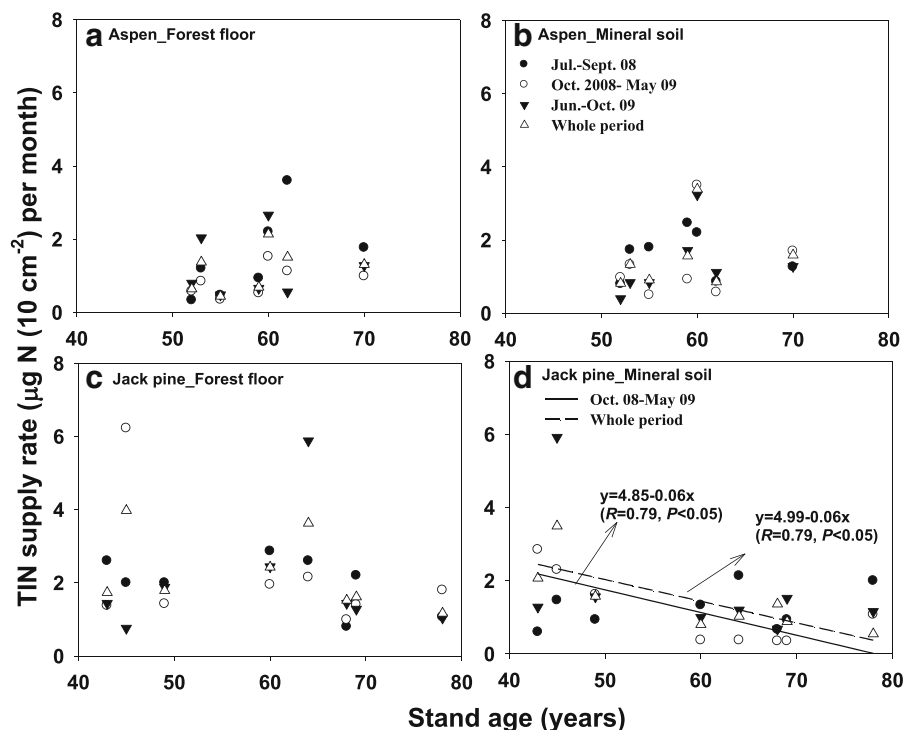 TIN supply rate (μg N (10 cm⁻²) per month)
a Aspen_Forest floor
8
6
4
2
0
40 50 60 70 80
b Aspen_Mineral soil
Jul.-Sept. 08
Oct. 2008- May 09
Jun.-Oct. 09
Whole period
8
6
4
2
0
40 50 60 70 80
c Jack pine_Forest floor
8
6
4
2
0
40 50 60 70 80
d Jack pine_Mineral soil
Oct. 08-May 09
Whole period
y=4.85-0.06x
(R=0.79, P<0.05)
y=4.99-0.06x
(R=0.79, P<0.05)
8
6
4
2
0
40 50 60 70 80
Stand age (years)